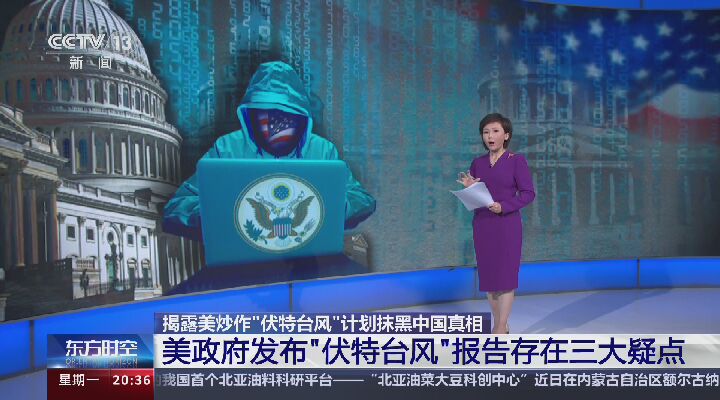 CCTV 13
新闻
揭露美炒作"伏特台风"计划抹黑中国真相
东方时空
美政府发布"伏特台风"报告存在三大疑点
星期一 20:36 的我国首个北亚油料科研平台——“北亚油菜大豆科创中心”近日在内蒙古自治区额尔古纳